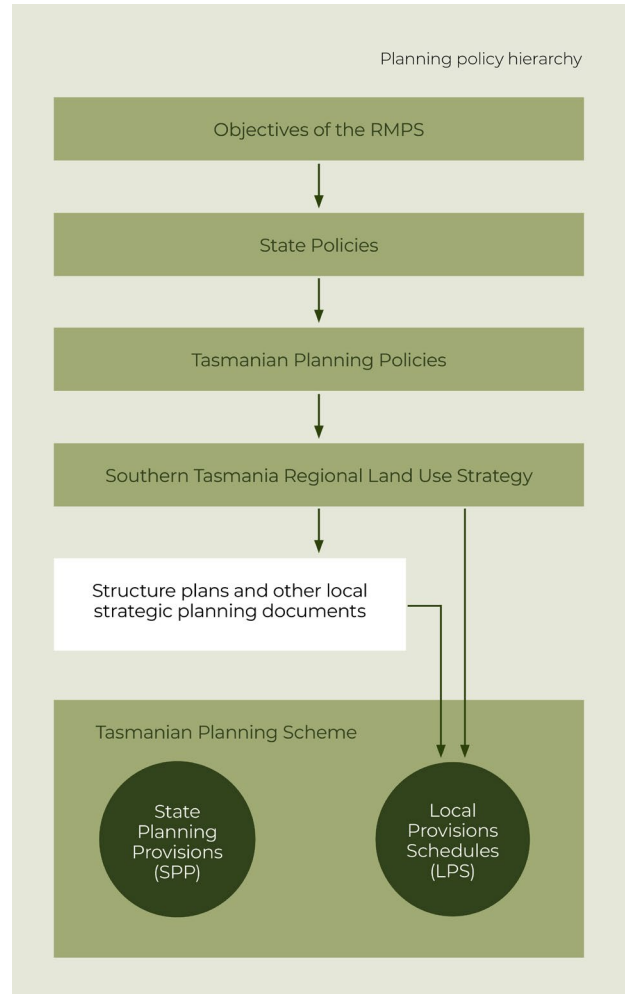 Planning policy hierarchy
Objectives of the RMPS
State Policies
Tasmanian Planning Policies
Southern Tasmania Regional Land Use Strategy
Structure plans and other local
strategic planning documents
Tasmanian Planning Scheme
State
Planning
Provisions
(SPP)
Local
Provisions
Schedules
(LPS)